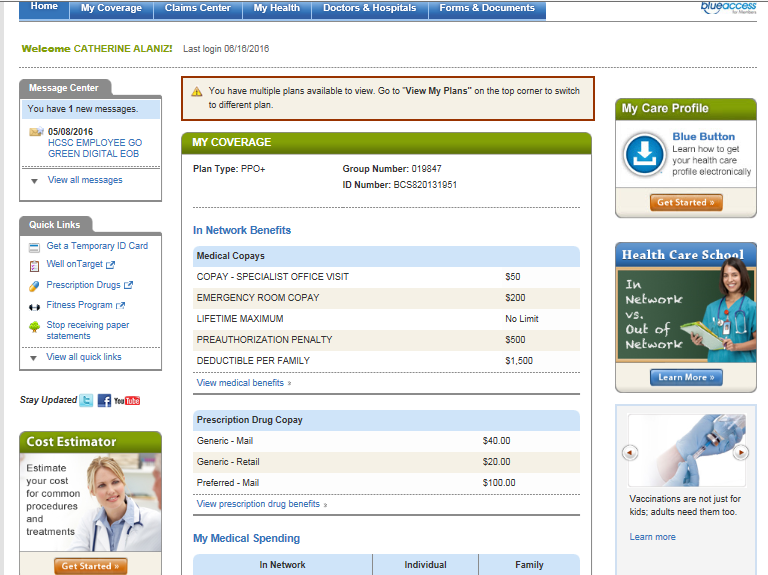 Home My Coverage Claims Center My Health Doctors & Hospitals Forms & Documents
blueaccess
for Members
Welcome CATHERINE ALANIZ! Last login 06/16/2016
Message Center
You have 1 new messages.
05/08/2016
HCSC EMPLOYEE GO
GREEN DIGITAL EOB
View all messages
Quick Links
Get a Temporary ID Card
Well onTarget
Prescription Drugs
Fitness Program
Stop receiving paper
statements
View all quick links
Stay Updated
You Tube
Cost Estimator
Estimate
your cost
for common
procedures
and
treatments
Get Started »
You have multiple plans available to view. Go to "View My Plans" on the top corner to switch
to different plan.
MY COVERAGE
Plan Type: PPO+ Group Number: 019847
ID Number: BCS820131951
In Network Benefits
Medical Copays
COPAY - SPECIALIST OFFICE VISIT $50
EMERGENCY ROOM COPAY $200
LIFETIME MAXIMUM No Limit
PREAUTHORIZATION PENALTY $500
DEDUCTIBLE PER FAMILY $1,500
View medical benefits »
Prescription Drug Copay
Generic - Mail $40.00
Generic - Retail $20.00
Preferred - Mail $100.00
View prescription drug benefits »
My Medical Spending
In Network Individual Family
My Care Profile
Blue Button
Learn how to get
your health care
profile electronically
Get Started »
Health Care School
In
Network
vs.
Out of
Network
Learn More »
Vaccinations are not just for
kids; adults need them too.
Learn more